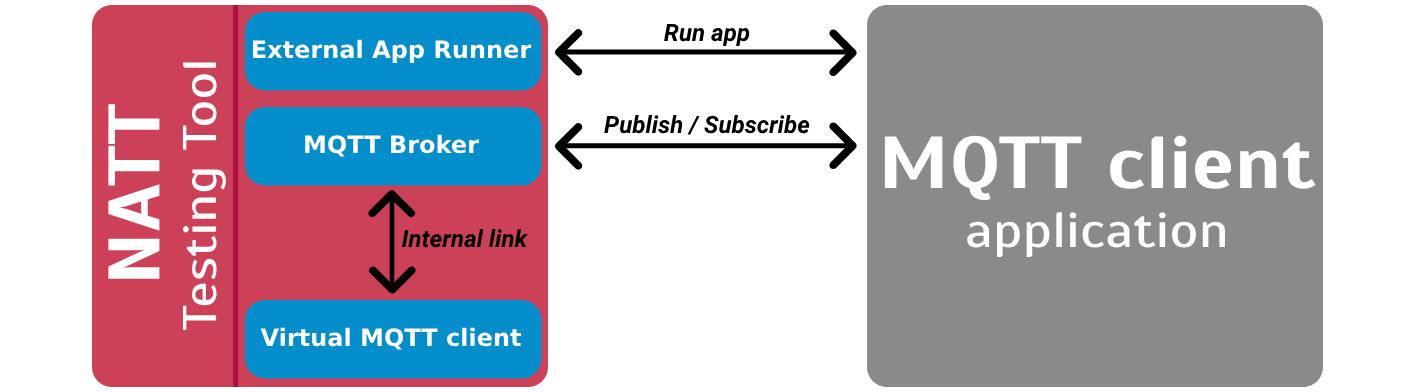 NATT
Testing Tool
External App Runner
MQTT Broker
Internal link
Virtual MQTT client
Run app
Publish / Subscribe
MQTT client
application